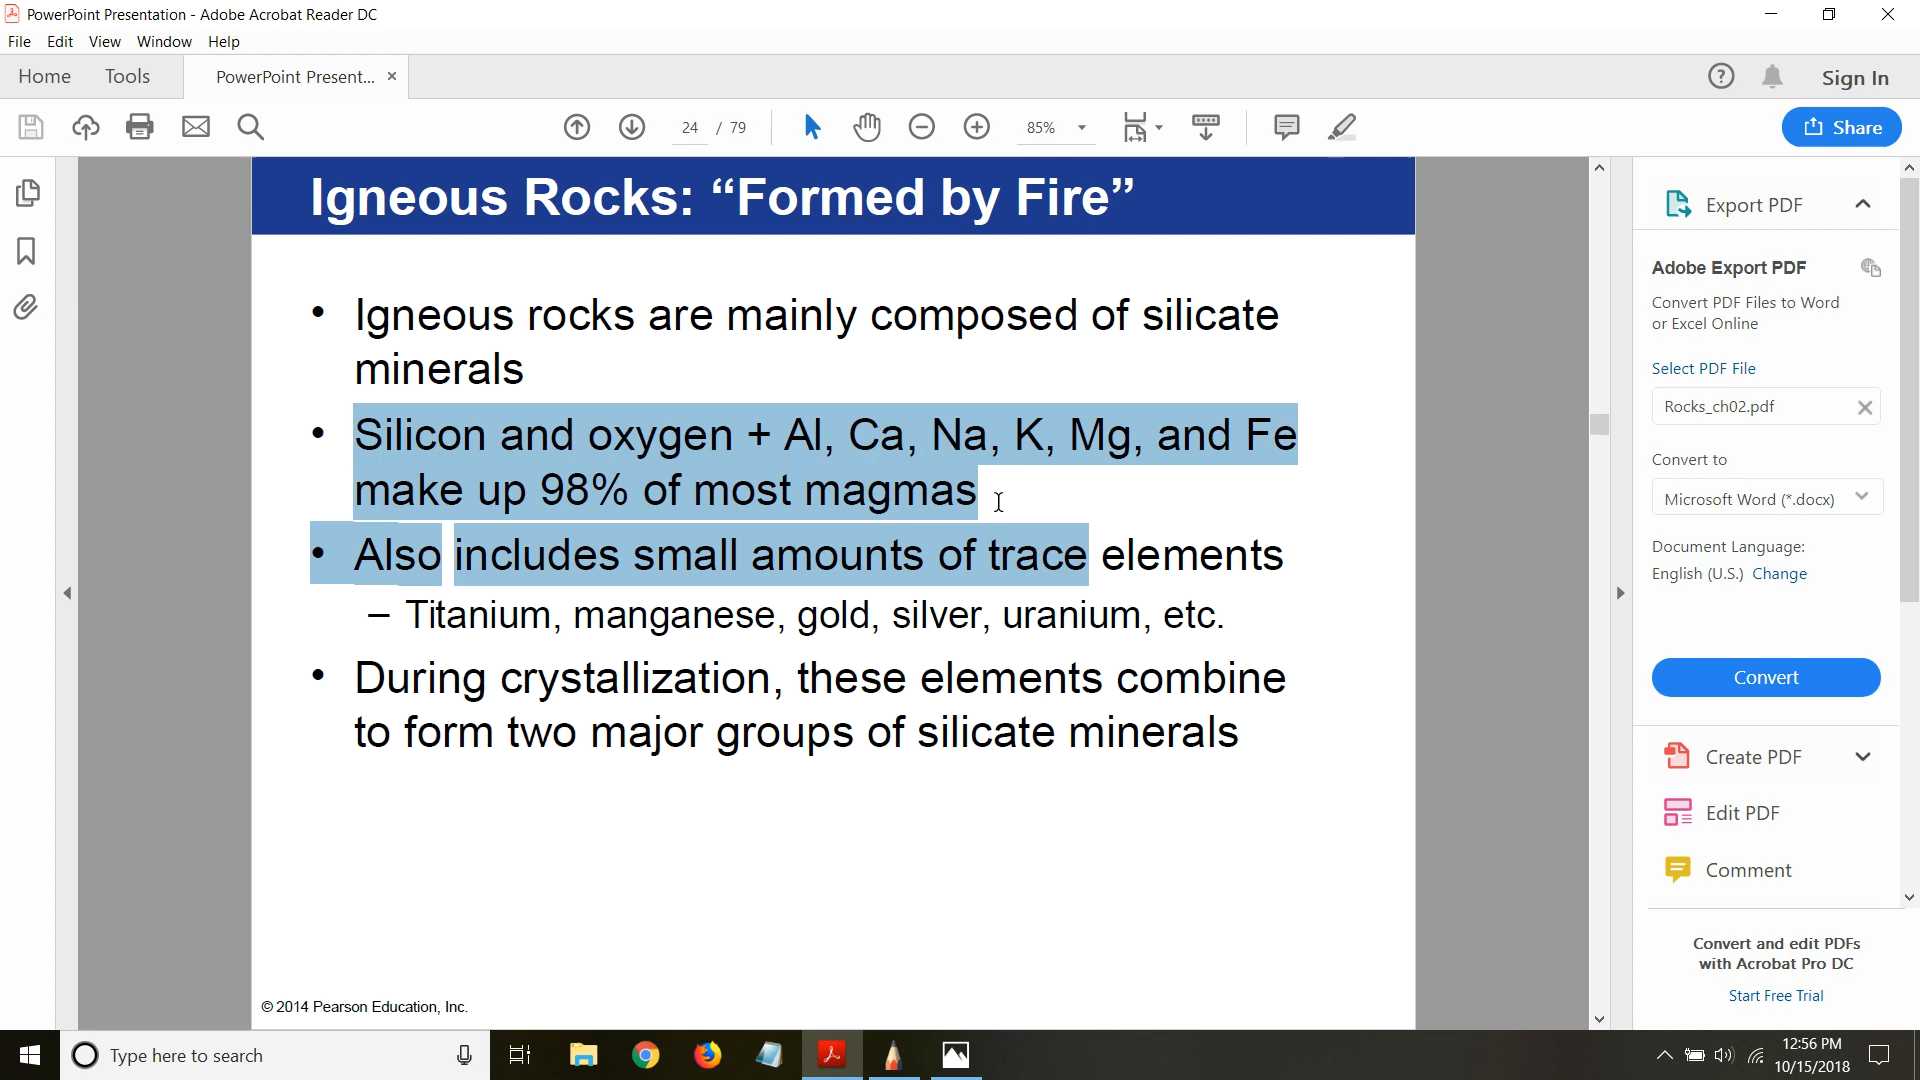 PowerPoint Presentation - Adobe Acrobat Reader DC
File Edit View Window Help
Home Tools PowerPoint Present... Sign In
24 / 79 85% Share
Igneous Rocks: “Formed by Fire”
• Igneous rocks are mainly composed of silicate
minerals
• Silicon and oxygen + Al, Ca, Na, K, Mg, and Fe
make up 98% of most magmas
• Also includes small amounts of trace elements
– Titanium, manganese, gold, silver, uranium, etc.
• During crystallization, these elements combine
to form two major groups of silicate minerals
© 2014 Pearson Education, Inc.
Export PDF
Adobe Export PDF
Convert PDF Files to Word
or Excel Online
Select PDF File
Rocks_ch02.pdf
Convert to
Microsoft Word (*.docx)
Document Language:
English (U.S.) Change
Convert
Create PDF
Edit PDF
Comment
Convert and edit PDFs
with Acrobat Pro DC
Start Free Trial
Type here to search
12:56 PM
10/15/2018